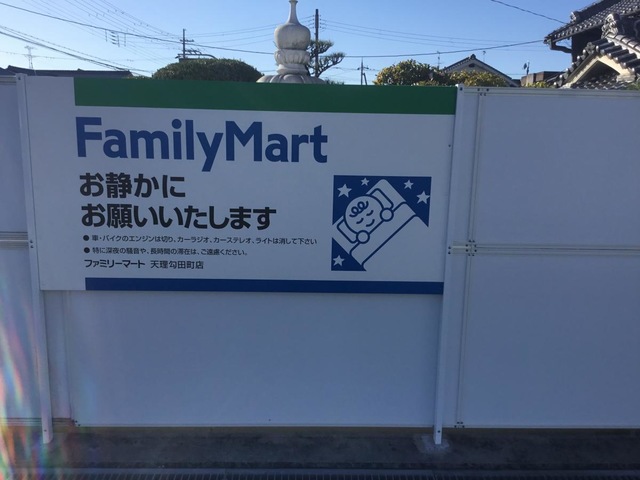 FamilyMart
お静かに
お願いいたします
● 車・バイクのエンジンは切り、カーラジオ、カーステレオ、ライトは消して下さい
● 特に深夜の騒音や、長時間の滞在は、ご遠慮ください。
ファミリーマート 天理勾田町店